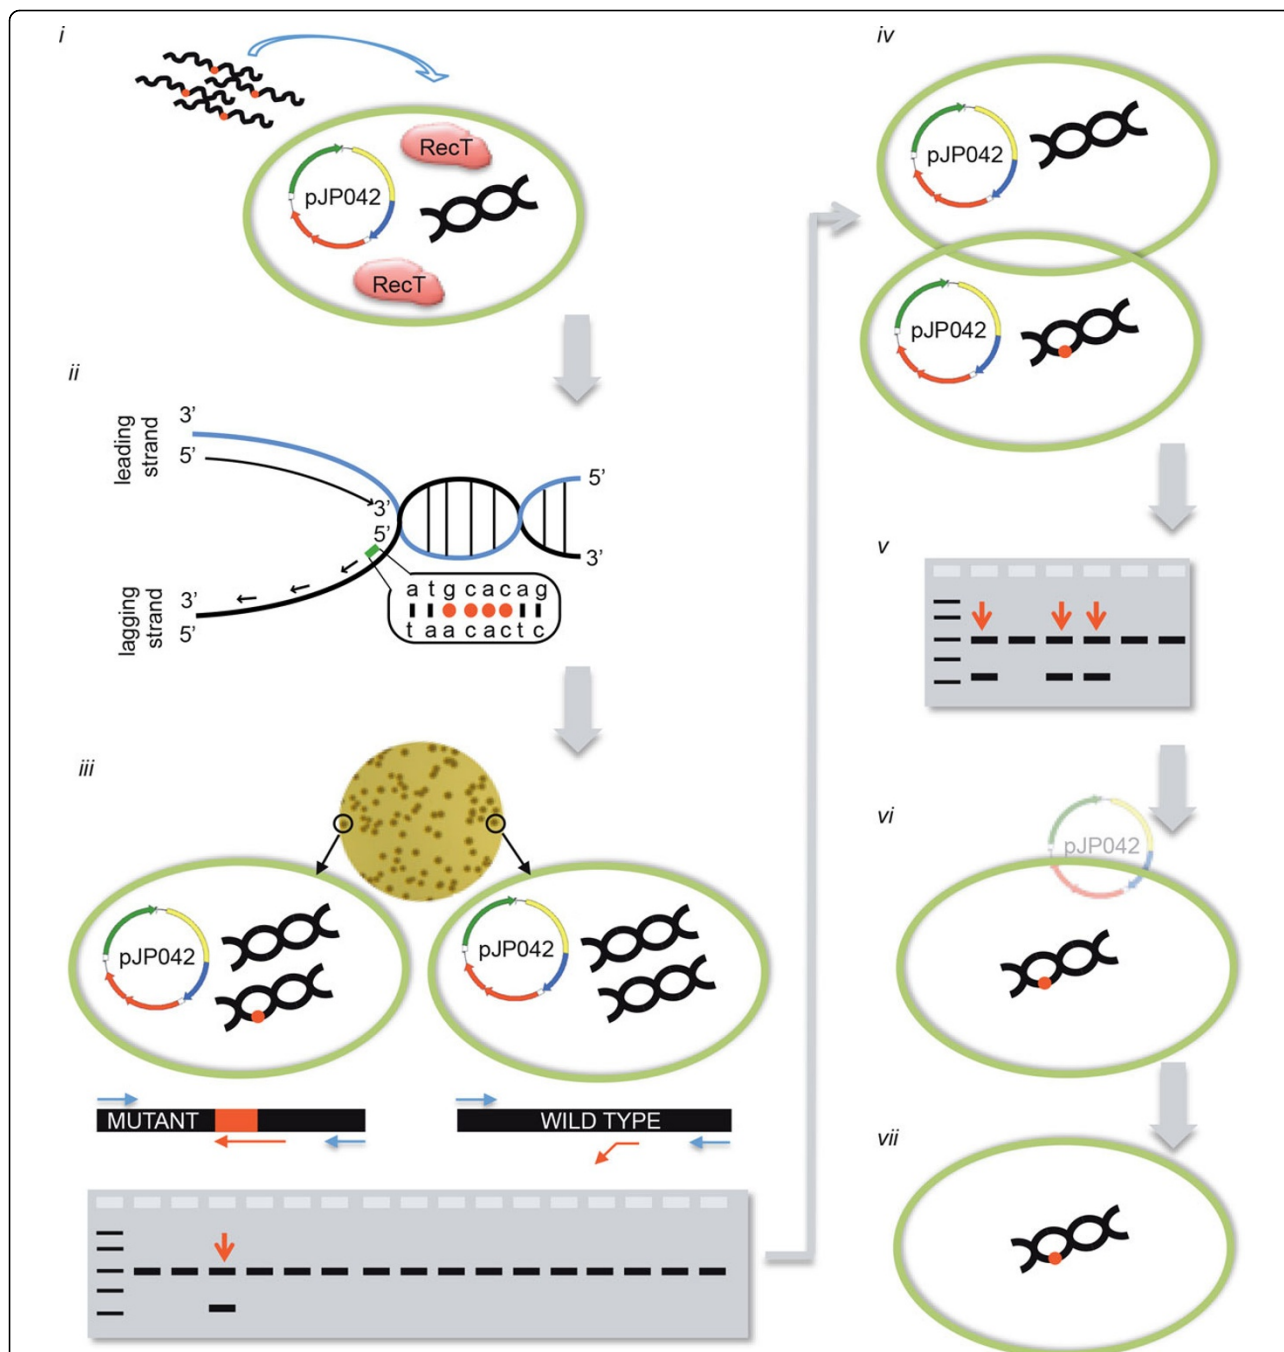 i
RecT
pJP042
RecT
ii
leading
strand
3’
5’
3’
5’
5’
3’
lagging
strand
3’
5’
a t g c a c a g
t a a c a c t c
iii
pJP042
pJP042
MUTANT
WILD TYPE
iv
pJP042
pJP042
v
vi
pJP042
vii